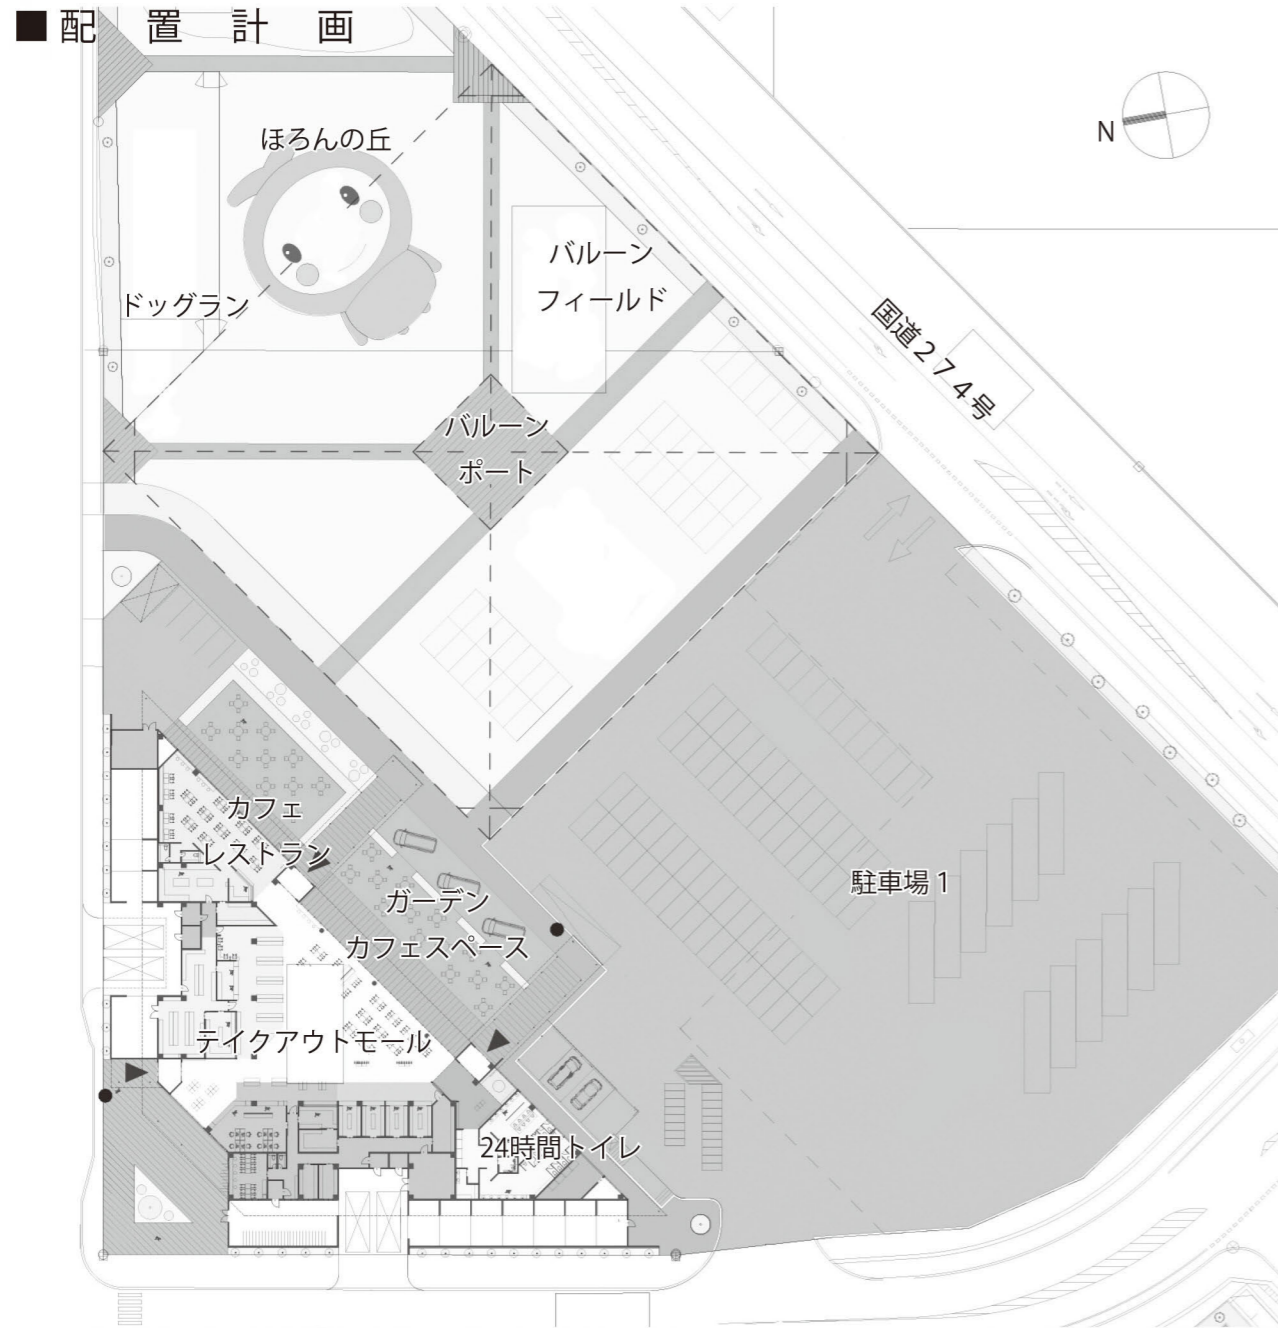 ■配置計画
N
ほろんの丘
バルーン
フィールド
ドッグラン
国道２７４号
バルーン
ポート
カフェ
レストラン
駐車場１
ガーデン
カフェスペース
テイクアウトモール
24時間トイレ